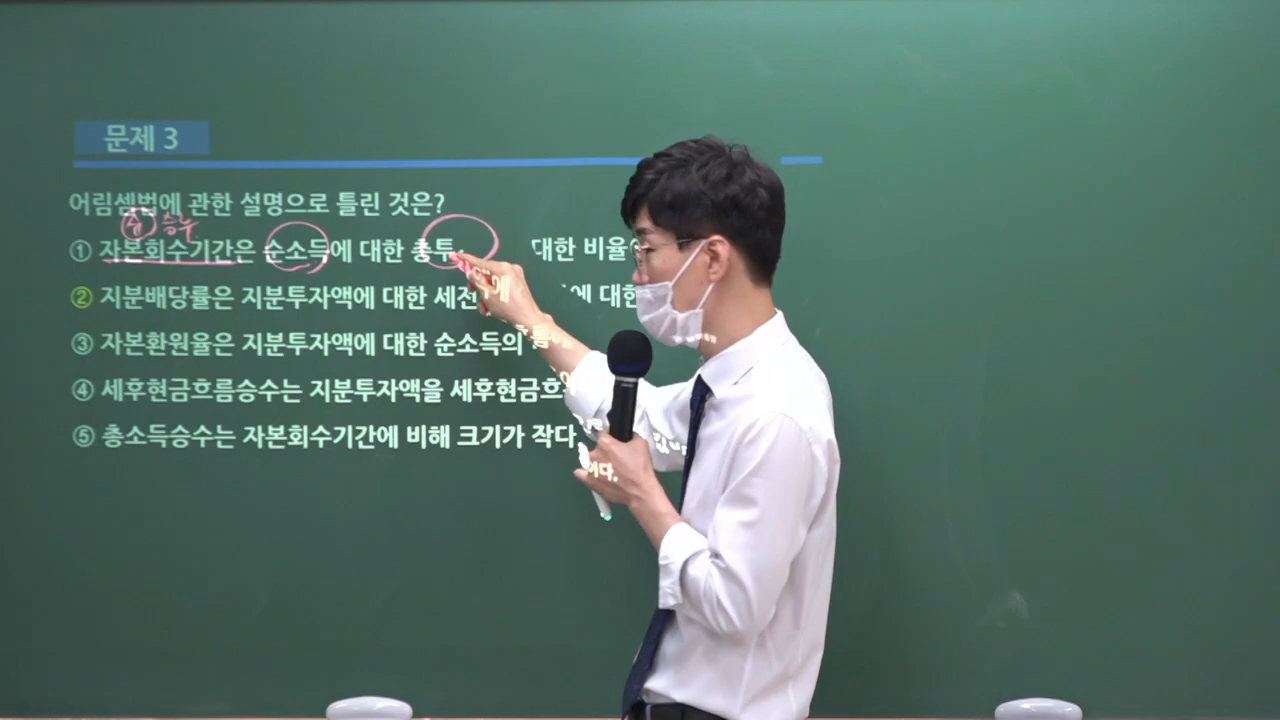 문제 3
어림셈법에 관한 설명으로 틀린 것은?
순 승수
① 자본회수기간은 순소득에 대한 총투 대한 비율
② 지분배당률은 지분투자액에 대한 세전 에 대한
③ 자본환원율은 지분투자액에 대한 순소득의
④ 세후현금흐름승수는 지분투자액을 세후현금흐
⑤ 총소득승수는 자본회수기간에 비해 크기가 작다
이다.